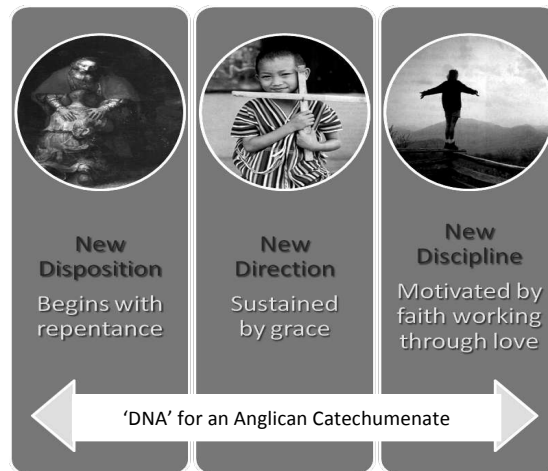 New
Disposition
Begins with
repentance
New
Direction
Sustained
by grace
New
Discipline
Motivated by
faith working
through love
‘DNA’ for an Anglican Catechumenate